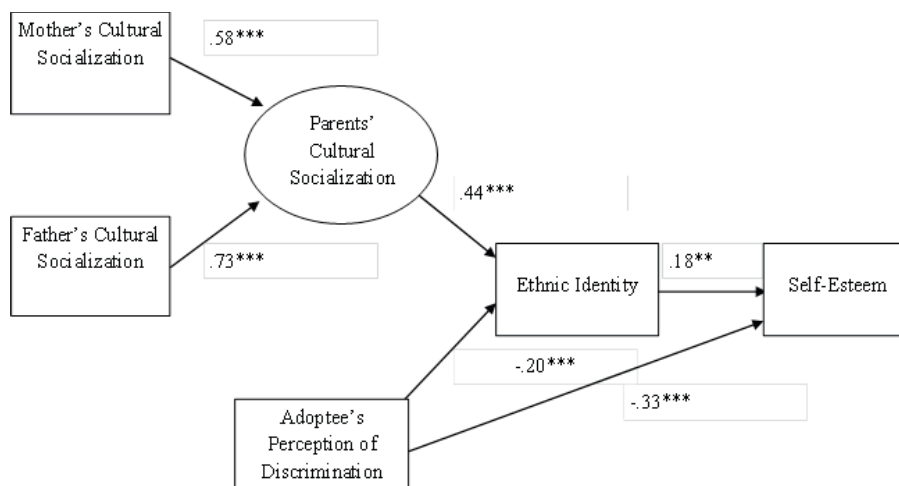 Mother’s Cultural
Socialization
.58***
Parents’
Cultural
Socialization
.44***
Father’s Cultural
Socialization
.73***
Ethnic Identity
.18**
Self-Esteem
-.20***
-.33***
Adoptee’s
Perception of
Discrimination